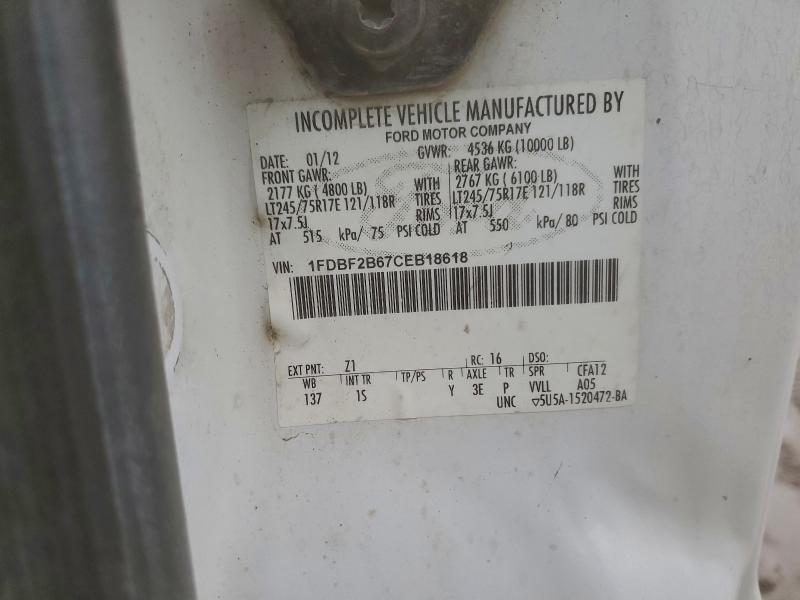 INCOMPLETE VEHICLE MANUFACTURED BY
FORD MOTOR COMPANY
DATE: 01/12 GVWR: 4536 KG (10000 LB)
FRONT GAWR: REAR GAWR:
2177 KG ( 4800 LB) WITH 2767 KG ( 6100 LB) WITH
LT245/75R17E 121/118R TIRES LT245/75R17E 121/118R TIRES
17x7.5J RIMS 17x7.5J RIMS
AT 515 kPa/ 75 PSI COLD AT 550 kPa/ 80 PSI COLD
VIN: 1FDBF2B67CEB18618
EXT PNT: Z1 RC: 16 DSO:
WB INT TR TP/PS R AXLE TR SPR CFA12
137 1S Y 3E P VVLL A05
UNC ▽5U5A-1520472-BA